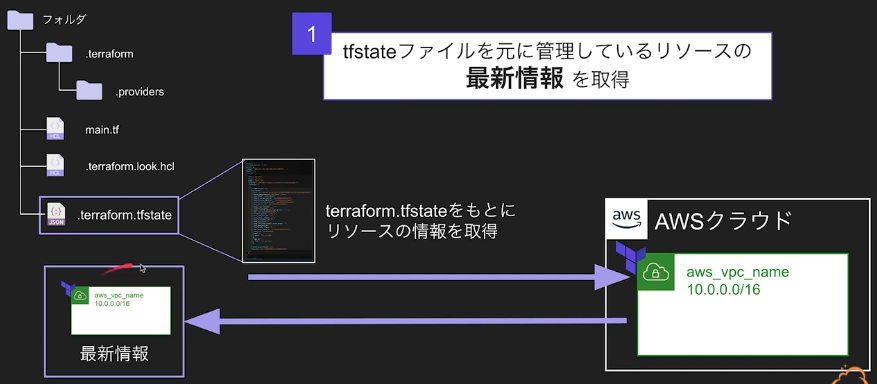 フォルダ
.terraform
.providers
main.tf
.terraform.look.hcl
.terraform.tfstate
1
tfstateファイルを元に管理しているリソースの
最新情報 を取得
terraform.tfstateをもとに
リソースの情報を取得
aws
AWSクラウド
aws_vpc_name
10.0.0.0/16
aws_vpc_name
10.0.0.0/16
最新情報
JSON